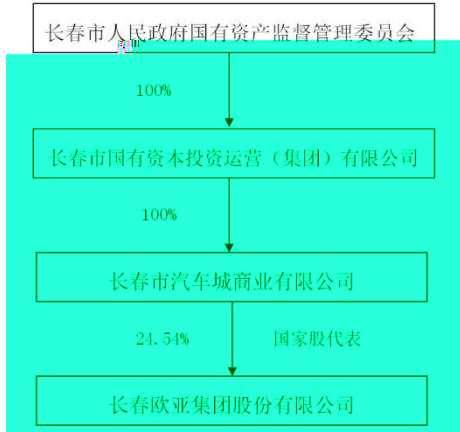 长春市人民政府国有资产监督管理委员会
100%
长春市国有资本投资运营（集团）有限公司
100%
长春市汽车城商业有限公司
24.54% 国家股代表
长春欧亚集团股份有限公司